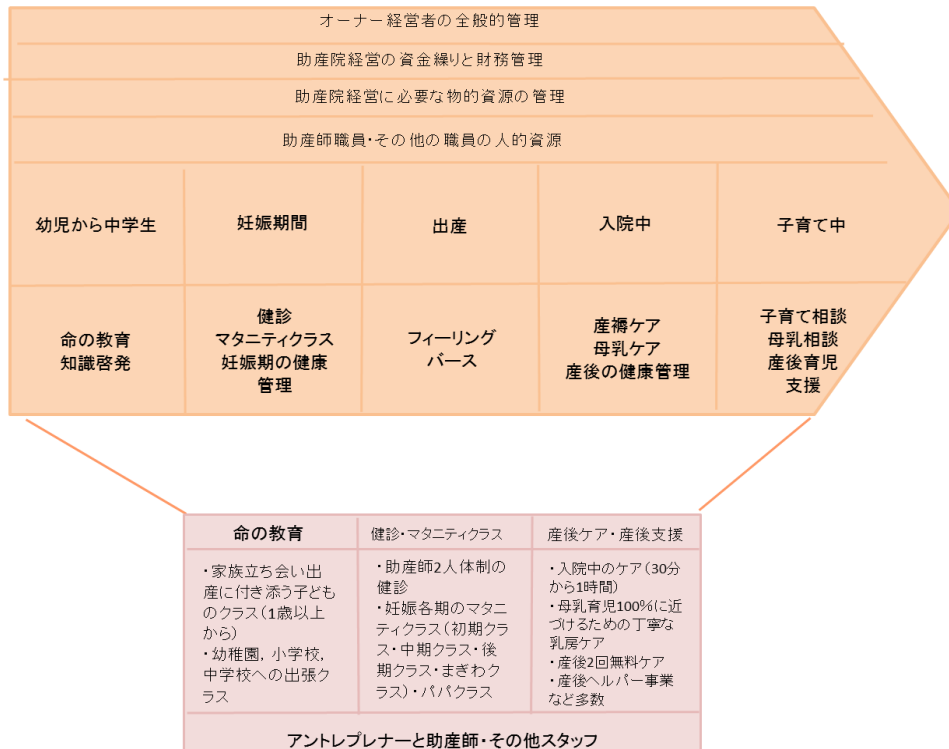 オーナー経営者の全般的管理
助産院経営の資金繰りと財務管理
助産院経営に必要な物的資源の管理
助産師職員・その他の職員の人的資源
幼児から中学生
妊娠期間
出産
入院中
子育て中
命の教育
知識啓発
健診
マタニティクラス
妊娠期の健康
管理
フィーリング
バース
産褥ケア
母乳ケア
産後の健康管理
子育て相談
母乳相談
産後育児
支援
命の教育
・家族立ち会い出
産に付き添う子ども
のクラス(1歳以上
から)
・幼稚園,小学校,
中学校への出張ク
ラス
健診・マタニティクラス
・助産師2人体制の
健診
・妊娠各期のマタニ
ティクラス(初期クラ
ス・中期クラス・後
期クラス・まぎわク
ラス)・パパクラス
産後ケア・産後支援
・入院中のケア(30分
から1時間)
・母乳育児100%に近
づけるための丁寧な
乳房ケア
・産後2回無料ケア
・産後ヘルパー事業
など多数
アントレプレナーと助産師・その他スタッフ